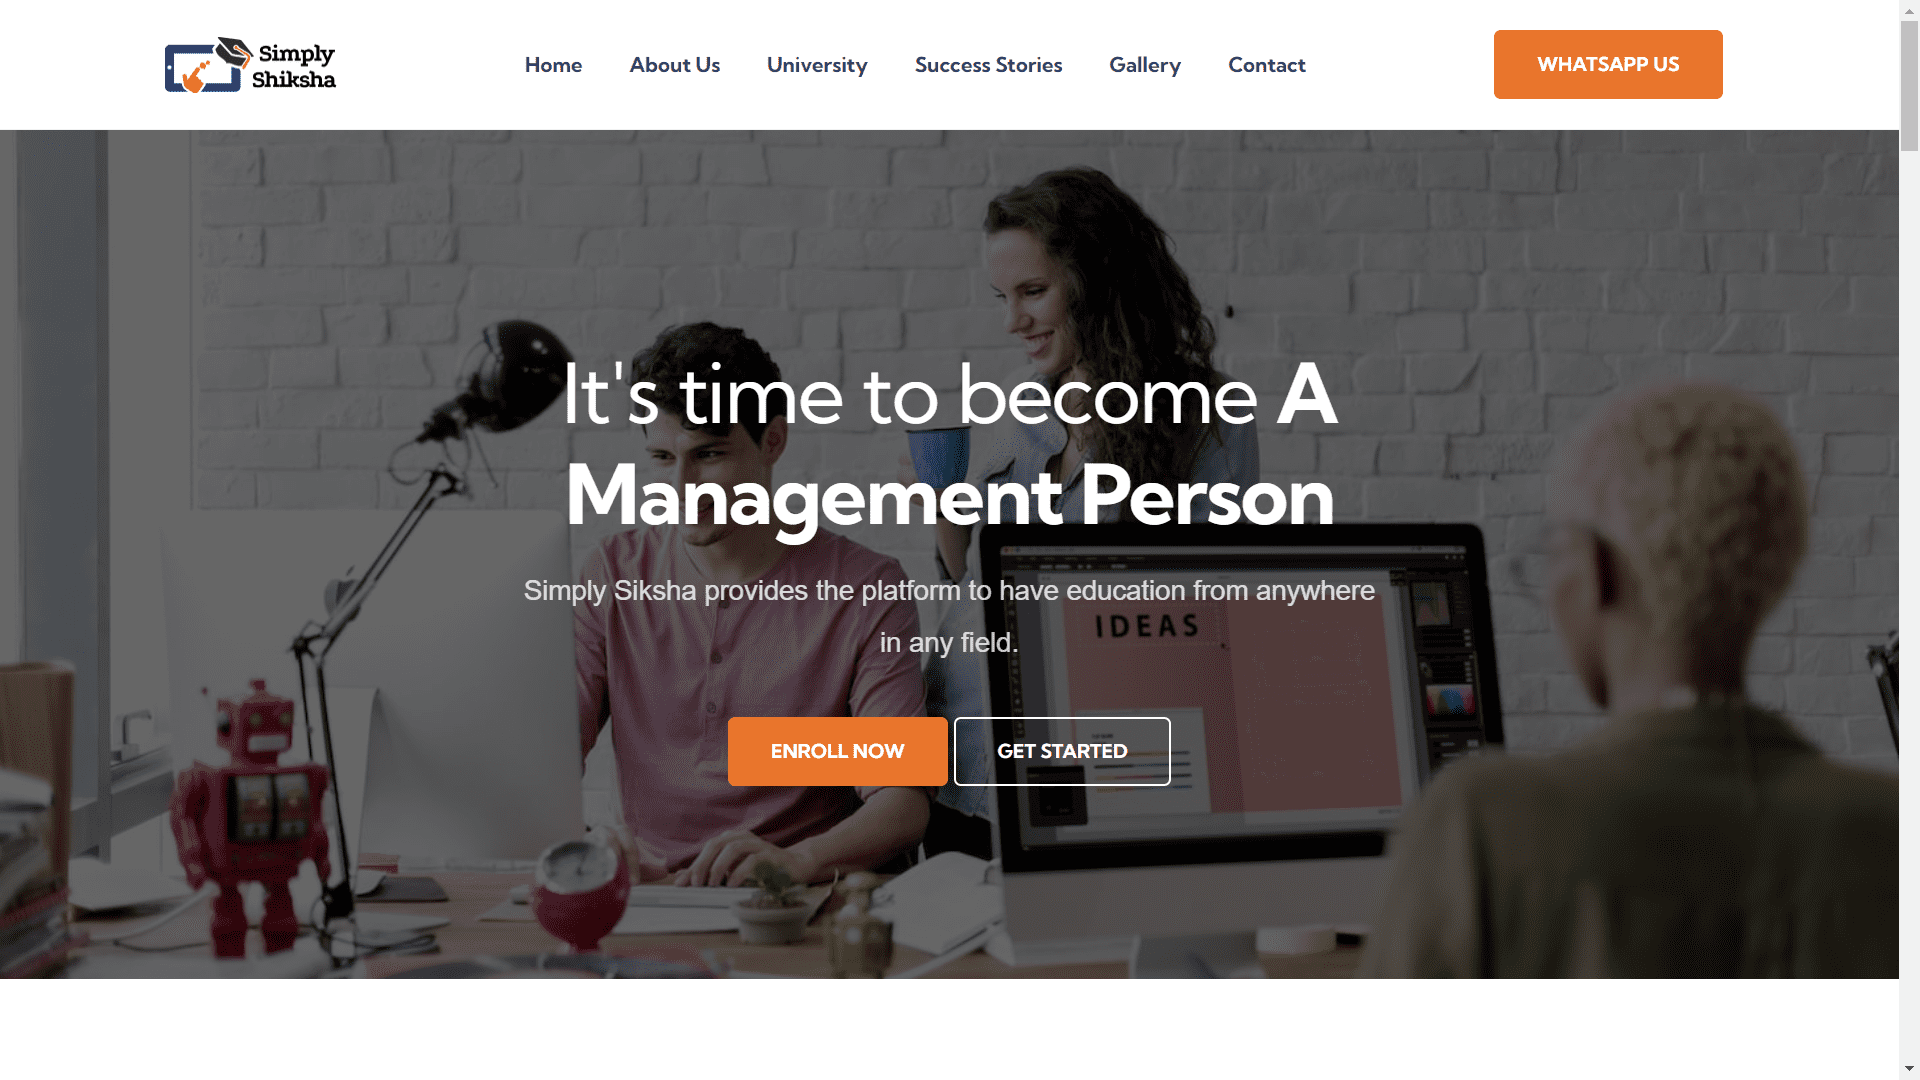 Simply
Shiksha
Home
About Us
University
Success Stories
Gallery
Contact
WHATSAPP US
It's time to become A
Management Person
Simply Siksha provides the platform to have education from anywhere
in any field.
IDEAS
ENROLL NOW
GET STARTED